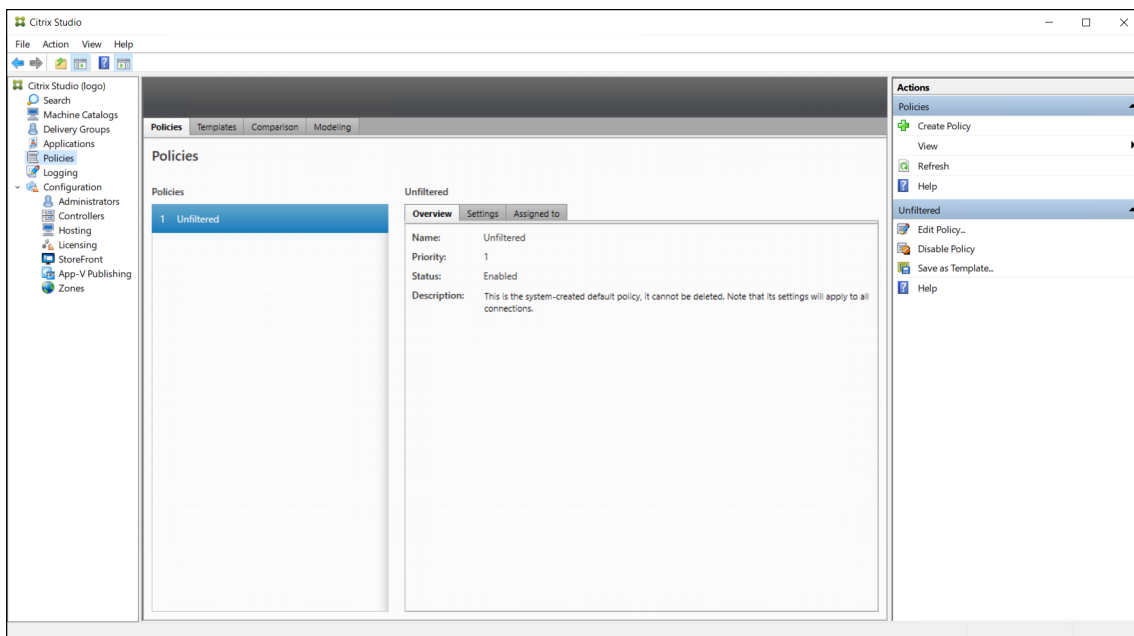 Citrix Studio
File Action View Help
Citrix Studio (logo)
Search
Machine Catalogs
Delivery Groups
Applications
Policies
Logging
Configuration
Administrators
Controllers
Hosting
Licensing
StoreFront
App-V Publishing
Zones
Policies Templates Comparison Modeling
Policies
Policies
1 Unfiltered
Unfiltered
Overview Settings Assigned to
Name: Unfiltered
Priority: 1
Status: Enabled
Description: This is the system-created default policy, it cannot be deleted. Note that its settings will apply to all
connections.
Actions
Policies
Create Policy
View
Refresh
Help
Unfiltered
Edit Policy...
Disable Policy
Save as Template...
Help